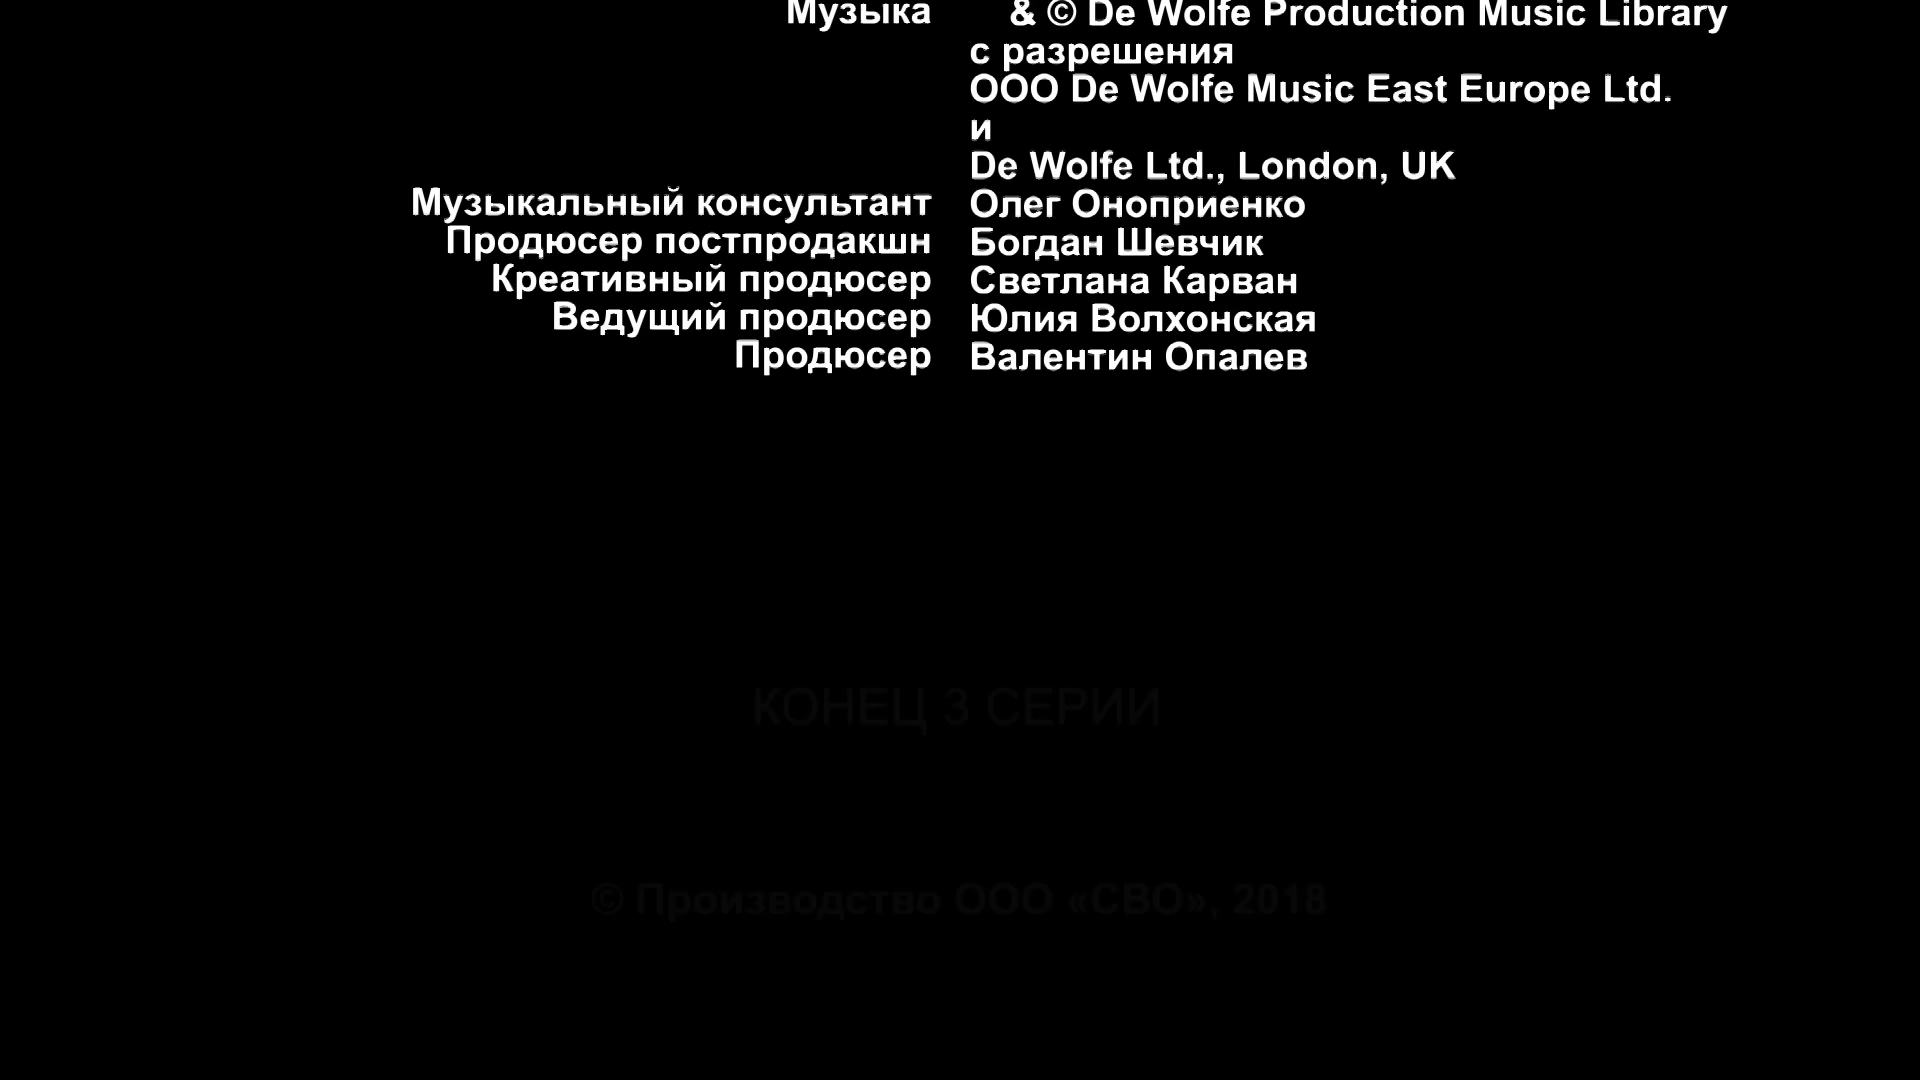 Музыка & © De Wolfe Production Music Library
с разрешения
ООО De Wolfe Music East Europe Ltd.
и
De Wolfe Ltd., London, UK
Музыкальный консультант Олег Оноприенко
Продюсер постпродакшн Богдан Шевчик
Креативный продюсер Светлана Карван
Ведущий продюсер Юлия Волхонская
Продюсер Валентин Опалев
КОНЕЦ 3 СЕРИИ
© Производство ООО «СВО», 2018